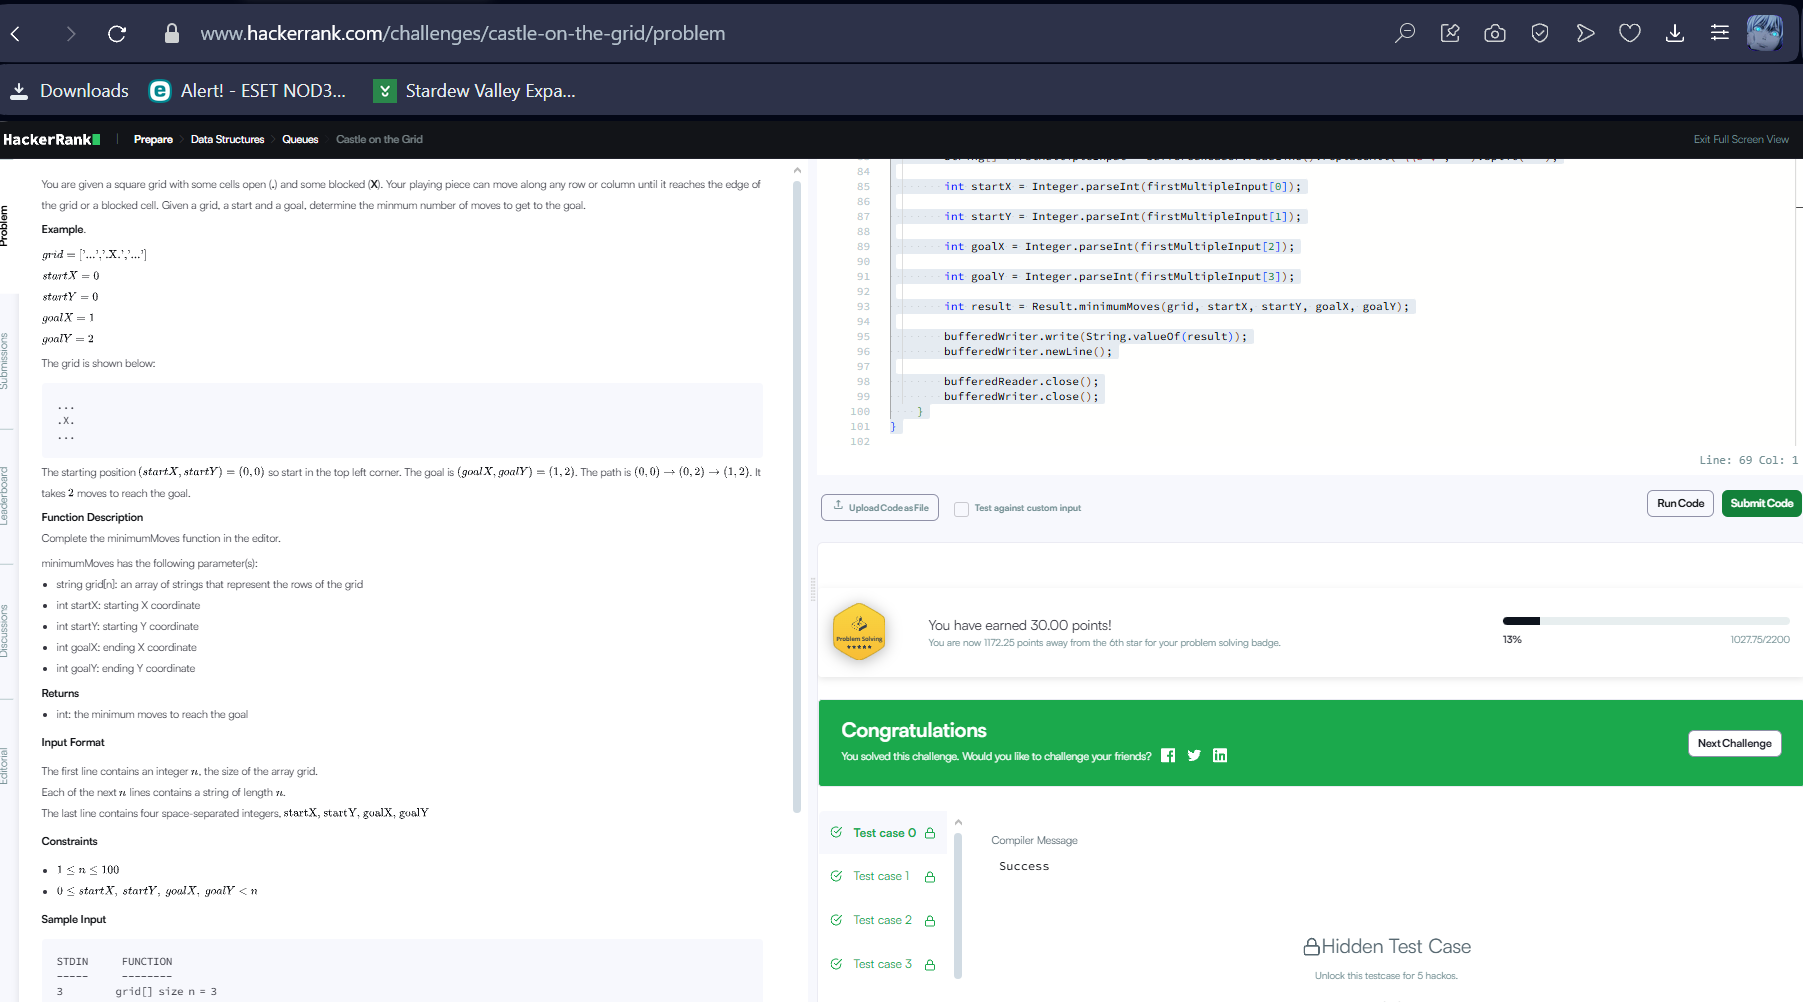 www.hackerrank.com/challenges/castle-on-the-grid/problem
Downloads
Alert! - ESET NOD3...
Stardew Valley Expa...
HackerRank
Prepare
Data Structures
Queues
Castle on the Grid
Exit Full Screen View
Problem
Submissions
Leaderboard
Discussions
Editorial
You are given a square grid with some cells open (.) and some blocked (X). Your playing piece can move along any row or column until it reaches the edge of
the grid or a blocked cell. Given a grid, a start and a goal, determine the minmum number of moves to get to the goal.
Example.
grid = ['...','.X.','...']
startX = 0
startY = 0
goalX = 1
goalY = 2
The grid is shown below:
...
.X.
...
The starting position (startX, startY) = (0, 0) so start in the top left corner. The goal is (goalX, goalY) = (1, 2). The path is (0, 0) → (0, 2) → (1, 2). It
takes 2 moves to reach the goal.
Function Description
Complete the minimumMoves function in the editor.
minimumMoves has the following parameter(s):
• string grid[n]: an array of strings that represent the rows of the grid
• int startX: starting X coordinate
• int startY: starting Y coordinate
• int goalX: ending X coordinate
• int goalY: ending Y coordinate
Returns
• int: the minimum moves to reach the goal
Input Format
The first line contains an integer n, the size of the array grid.
Each of the next n lines contains a string of length n.
The last line contains four space-separated integers, startX, startY, goalX, goalY
Constraints
• 1 ≤ n ≤ 100
• 0 ≤ startX, startY, goalX, goalY < n
Sample Input
STDIN FUNCTION
----- --------
3 grid[] size n = 3
84
85 int startX = Integer.parseInt(firstMultipleInput[0]);
86
87 int startY = Integer.parseInt(firstMultipleInput[1]);
88
89 int goalX = Integer.parseInt(firstMultipleInput[2]);
90
91 int goalY = Integer.parseInt(firstMultipleInput[3]);
92
93 int result = Result.minimumMoves(grid, startX, startY, goalX, goalY);
94
95 bufferedWriter.write(String.valueOf(result));
96 bufferedWriter.newLine();
97
98 bufferedReader.close();
99 bufferedWriter.close();
100 }
101 }
102
Line: 69 Col: 1
Upload Code as File
Test against custom input
Run Code
Submit Code
Problem Solving
You have earned 30.00 points!
You are now 1172.25 points away from the 6th star for your problem solving badge.
13%
1027.75/2200
Congratulations
You solved this challenge. Would you like to challenge your friends?
Next Challenge
Test case 0
Test case 1
Test case 2
Test case 3
Compiler Message
Success
Hidden Test Case
Unlock this testcase for 5 hackos.